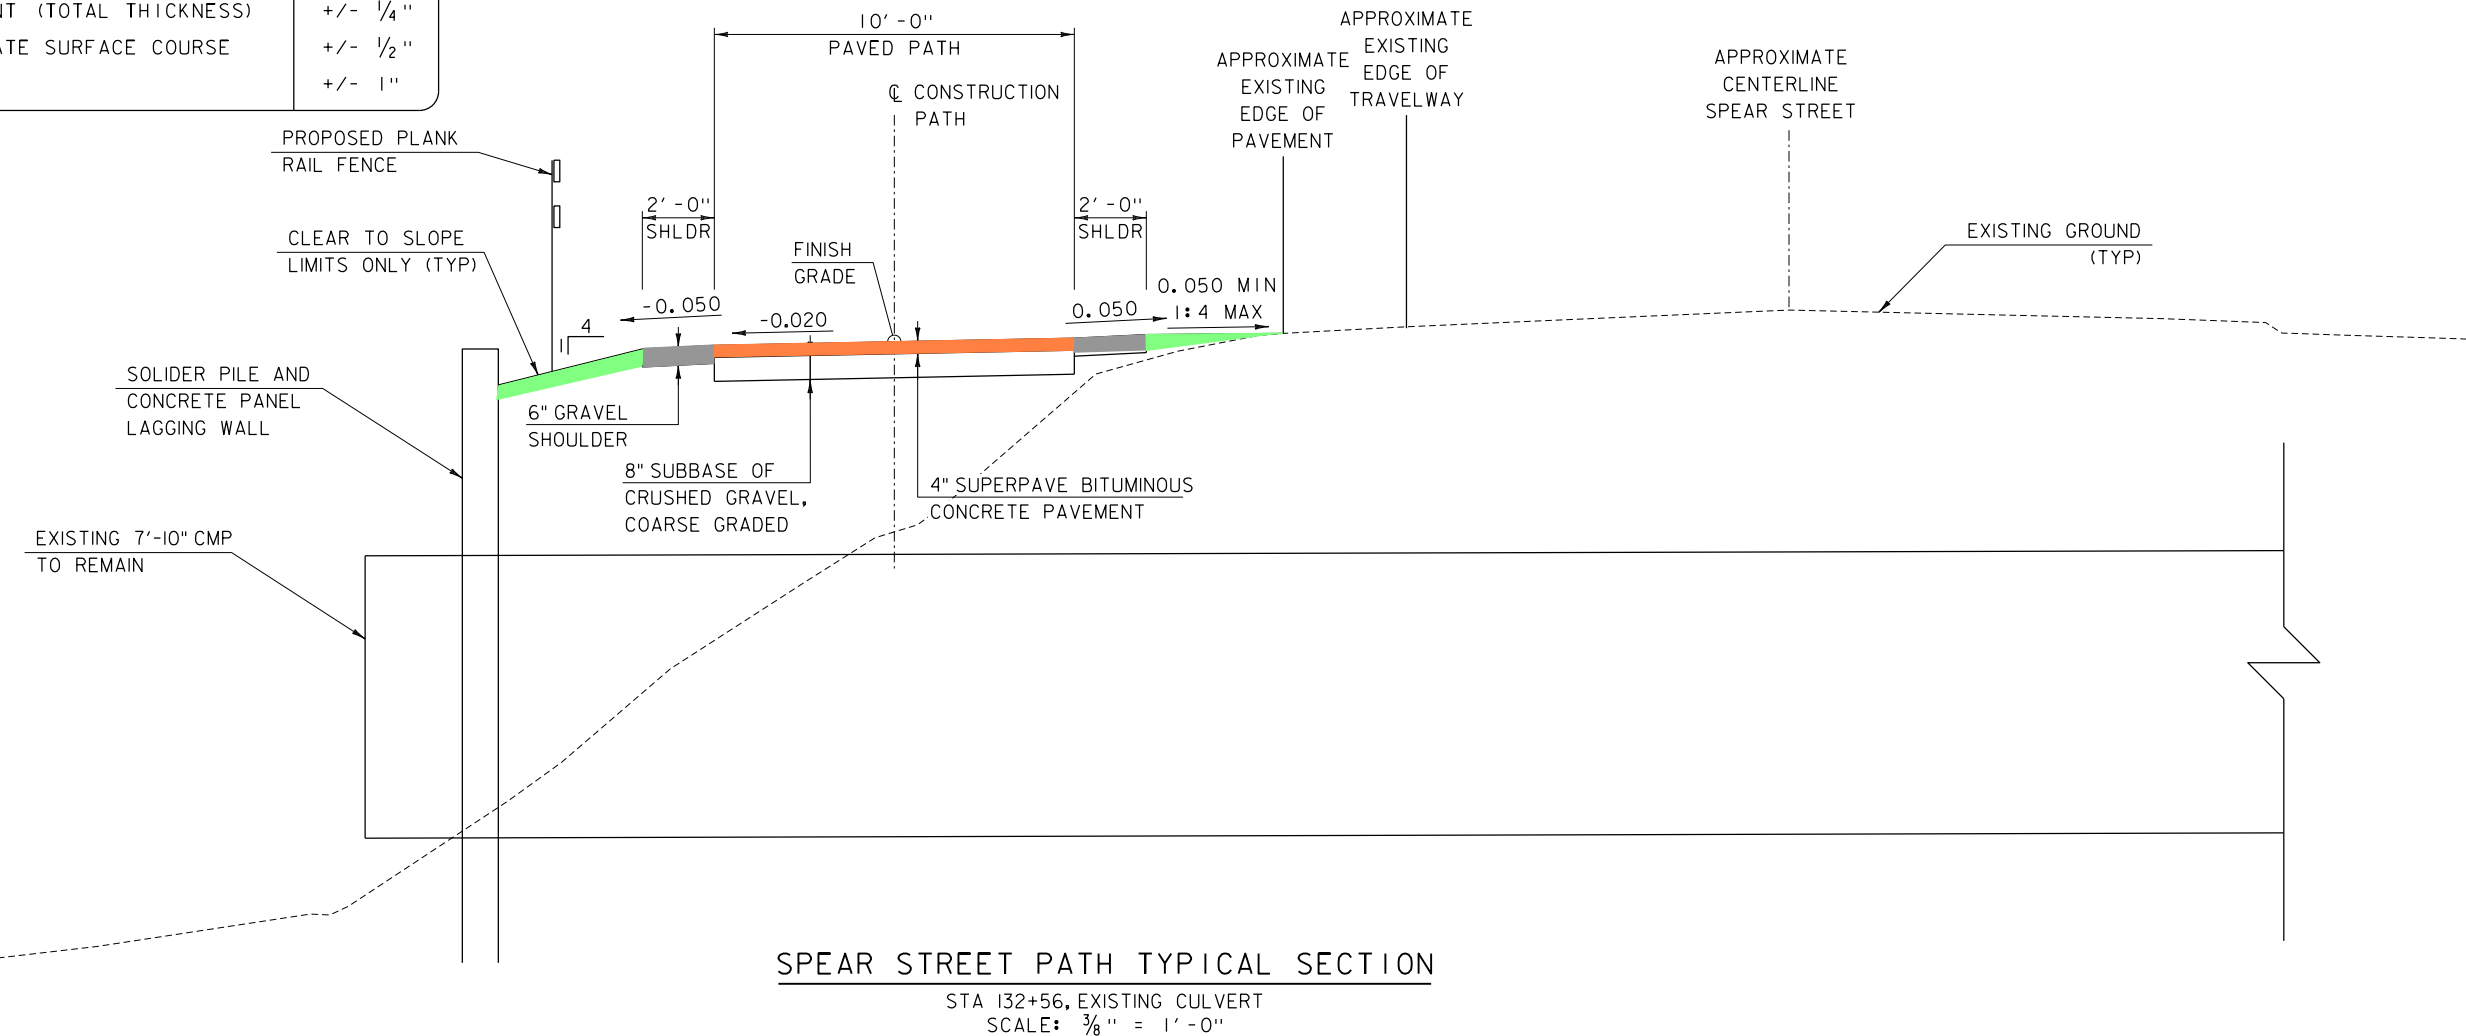 NT (TOTAL THICKNESS) +/- 1/4"
ATE SURFACE COURSE +/- 1/2"
+/- 1"
10'-0"
PAVED PATH
℄ CONSTRUCTION
PATH
APPROXIMATE
EXISTING
EDGE OF
PAVEMENT
APPROXIMATE
EXISTING
EDGE OF
TRAVELWAY
APPROXIMATE
CENTERLINE
SPEAR STREET
PROPOSED PLANK
RAIL FENCE
2'-0"
SHLDR
2'-0"
SHLDR
CLEAR TO SLOPE
LIMITS ONLY (TYP)
FINISH
GRADE
EXISTING GROUND
(TYP)
-0.050
-0.020
0.050
0.050 MIN
1:4 MAX
4
1
SOLIDER PILE AND
CONCRETE PANEL
LAGGING WALL
6" GRAVEL
SHOULDER
8" SUBBASE OF
CRUSHED GRAVEL,
COARSE GRADED
4" SUPERPAVE BITUMINOUS
CONCRETE PAVEMENT
EXISTING 7'-10" CMP
TO REMAIN
SPEAR STREET PATH TYPICAL SECTION
STA 132+56, EXISTING CULVERT
SCALE: 3/8" = 1'-0"